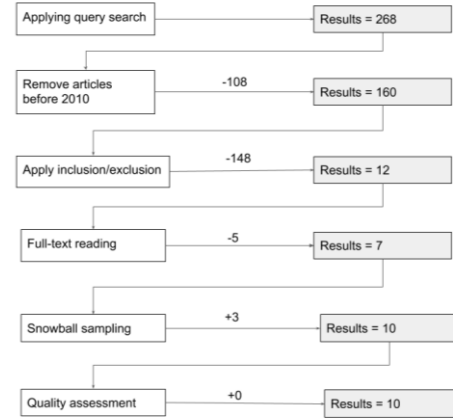 Applying query search
Results = 268
Remove articles
before 2010
-108
Results = 160
Apply inclusion/exclusion
-148
Results = 12
Full-text reading
-5
Results = 7
Snowball sampling
+3
Results = 10
Quality assessment
+0
Results = 10